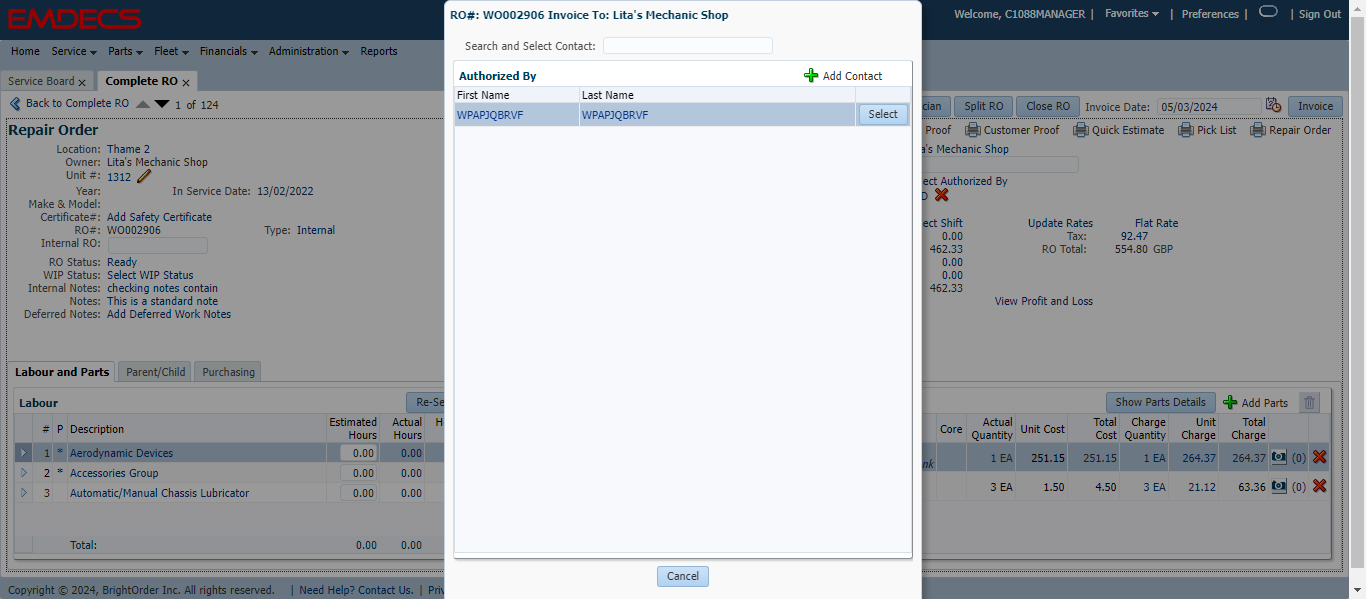 EMDECS
Welcome, C1088MANAGER | Favorites | Preferences | | Sign Out
Home Service Parts Fleet Financials Administration Reports
Service Board x Complete RO x
Back to Complete RO 1 of 124
Split RO Close RO Invoice Date: 05/03/2024 Invoice
Repair Order
Proof Customer Proof Quick Estimate Pick List Repair Order
Location: Thame 2
Owner: Lita's Mechanic Shop
Unit #: 1312
Year: In Service Date: 13/02/2022
Make & Model:
Certificate#: Add Safety Certificate
RO#: WO002906 Type: Internal
Internal RO:
RO Status: Ready
WIP Status: Select WIP Status
Internal Notes: checking notes contain
Notes: This is a standard note
Deferred Notes: Add Deferred Work Notes
RO#: WO002906 Invoice To: Lita's Mechanic Shop
Search and Select Contact:
Authorized By Add Contact
First Name Last Name
WPAPJQBRVF WPAPJQBRVF Select
Cancel
's Mechanic Shop
Authorized By
Shift Update Rates Flat Rate
0.00 Tax: 92.47
462.33 RO Total: 554.80 GBP
0.00
0.00
462.33
View Profit and Loss
Labour and Parts Parent/Child Purchasing
Labour Re-Se
# P Description Estimated Hours Actual Hours H
1 * Aerodynamic Devices 0.00 0.00
2 * Accessories Group 0.00 0.00
3 Automatic/Manual Chassis Lubricator 0.00 0.00
Total: 0.00 0.00
Show Parts Details Add Parts
Core Actual Quantity Unit Cost Total Cost Charge Quantity Unit Charge Total Charge
1 EA 251.15 251.15 1 EA 264.37 264.37 (0)
3 EA 1.50 4.50 3 EA 21.12 63.36 (0)
Copyright © 2024, BrightOrder Inc. All rights reserved. | Need Help? Contact Us. | Priv